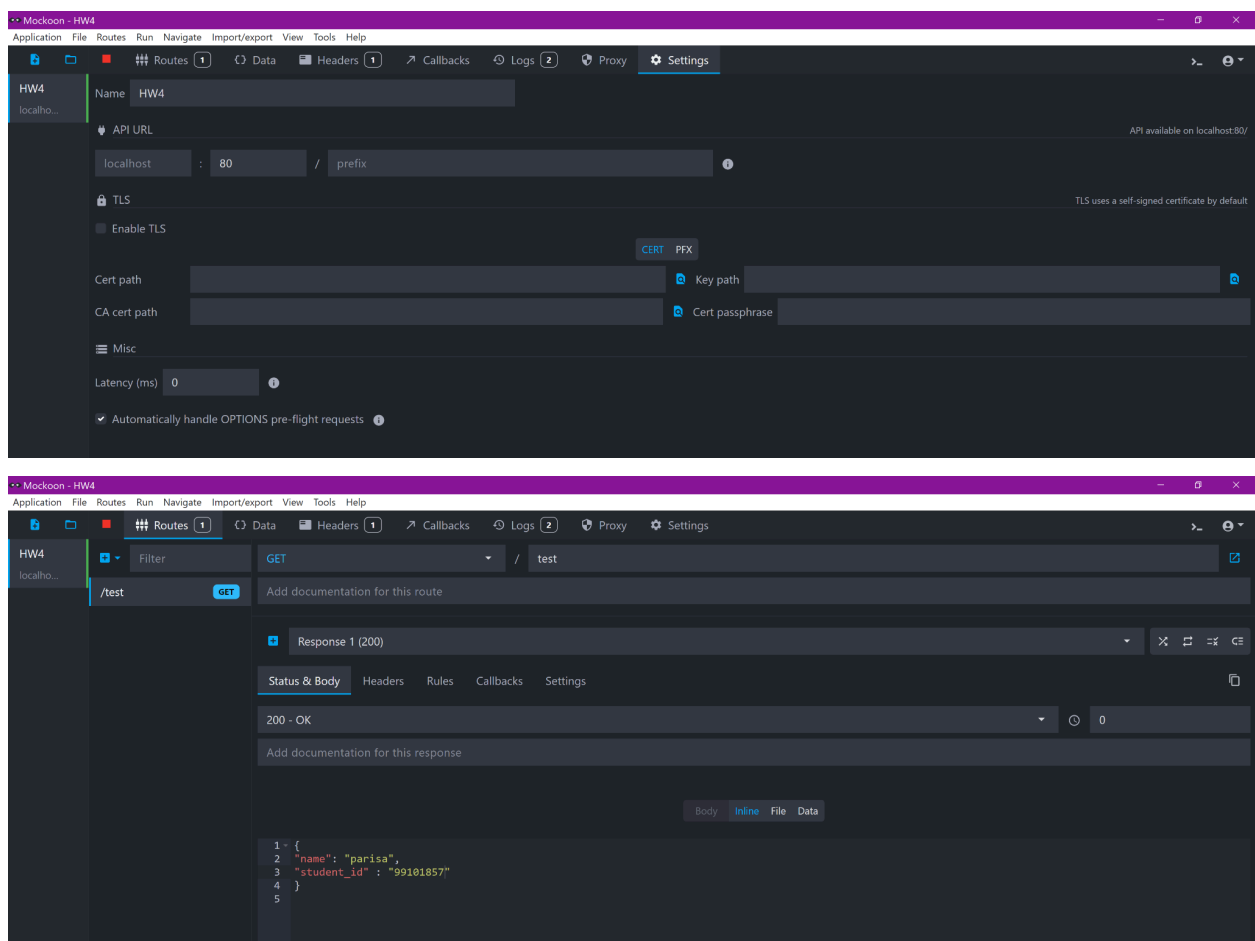 Mockoon - HW4
Application File Routes Run Navigate Import/export View Tools Help
Routes 1 Data Headers 1 Callbacks Logs 2 Proxy Settings
HW4
localho...
Name HW4
API URL API available on localhost:80/
localhost : 80 / prefix
TLS TLS uses a self-signed certificate by default
Enable TLS
CERT PFX
Cert path Key path
CA cert path Cert passphrase
Misc
Latency (ms) 0
Automatically handle OPTIONS pre-flight requests
Mockoon - HW4
Application File Routes Run Navigate Import/export View Tools Help
Routes 1 Data Headers 1 Callbacks Logs 2 Proxy Settings
HW4 Filter GET / test
localho...
/test GET Add documentation for this route
Response 1 (200)
Status & Body Headers Rules Callbacks Settings
200 - OK 0
Add documentation for this response
Body Inline File Data
1 {
2 "name": "parisa",
3 "student_id" : "99101857"
4 }
5